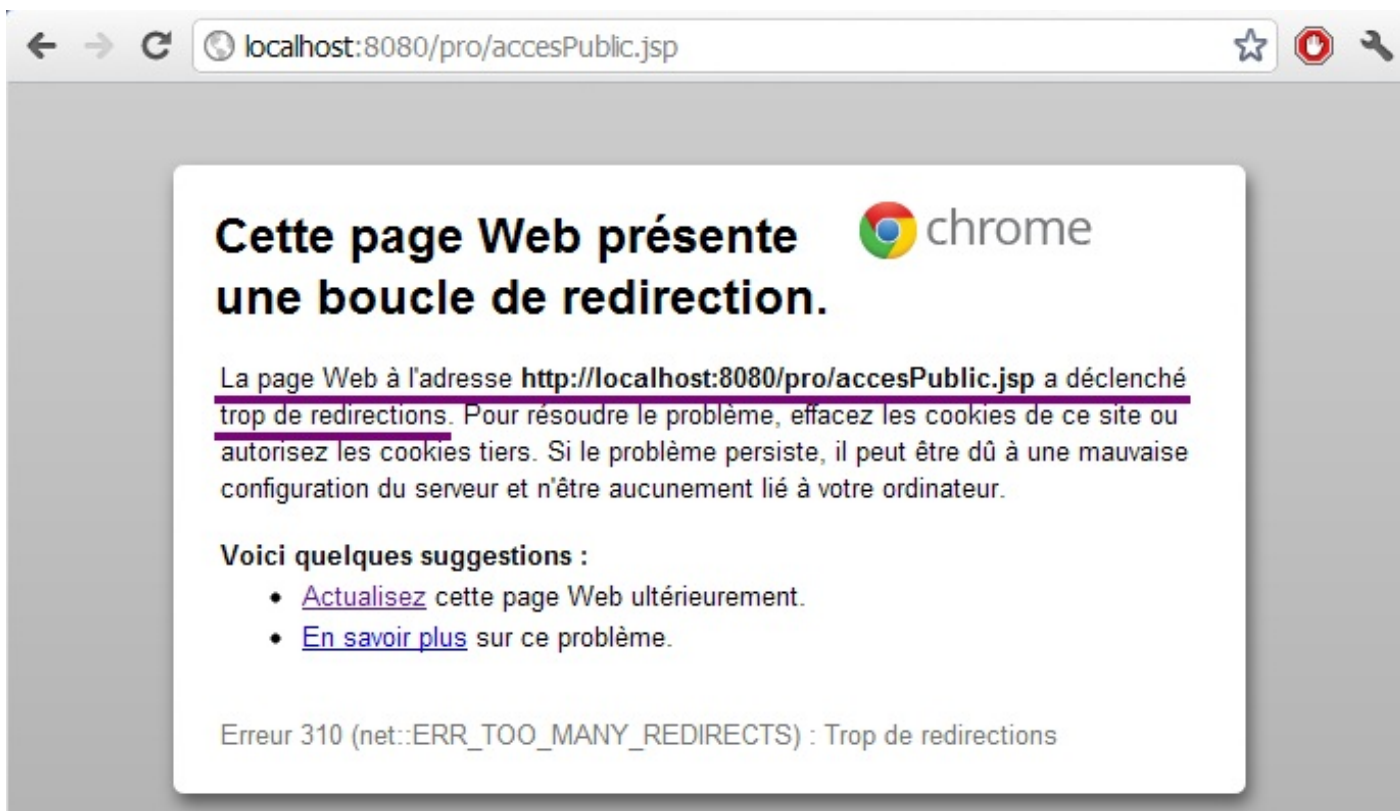 localhost:8080/pro/accesPublic.jsp
Cette page Web présente
chrome
une boucle de redirection.
La page Web à l'adresse http://localhost:8080/pro/accesPublic.jsp a déclenché
trop de redirections. Pour résoudre le problème, effacez les cookies de ce site ou
autorisez les cookies tiers. Si le problème persiste, il peut être dû à une mauvaise
configuration du serveur et n'être aucunement lié à votre ordinateur.
Voici quelques suggestions :
• Actualisez cette page Web ultérieurement.
• En savoir plus sur ce problème.
Erreur 310 (net::ERR_TOO_MANY_REDIRECTS) : Trop de redirections